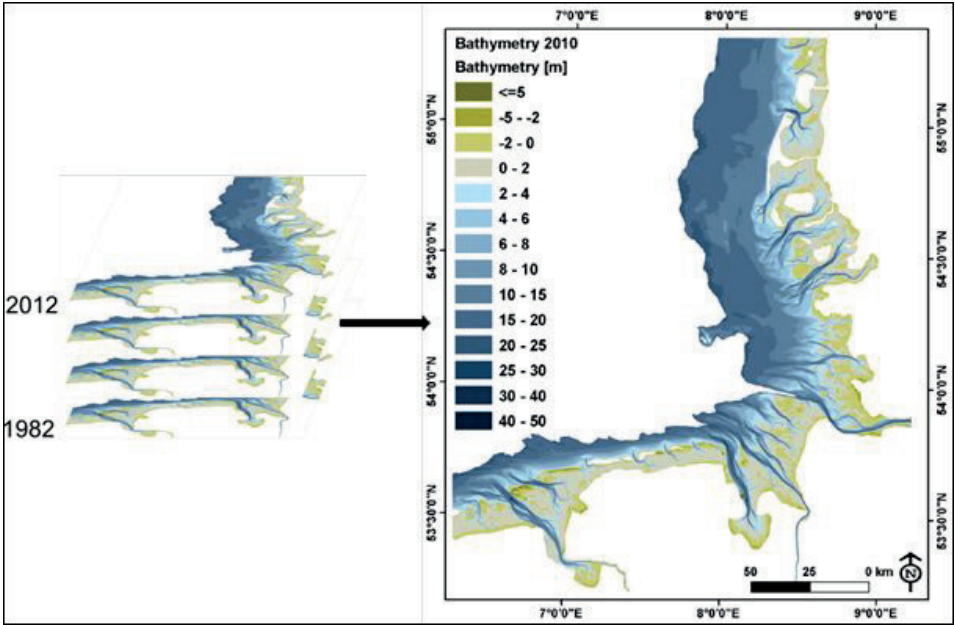 2012
1982
7°0'0"E
8°0'0"E
9°0'0"E
Bathymetry 2010
Bathymetry [m]
<=5
-5 - -2
-2 - 0
0 - 2
2 - 4
4 - 6
6 - 8
8 - 10
10 - 15
15 - 20
20 - 25
25 - 30
30 - 40
40 - 50
55°0'0"N
54°30'0"N
54°0'0"N
53°30'0"N
55°0'0"N
54°30'0"N
54°0'0"N
53°30'0"N
50 25 0 km
N
7°0'0"E
8°0'0"E
9°0'0"E